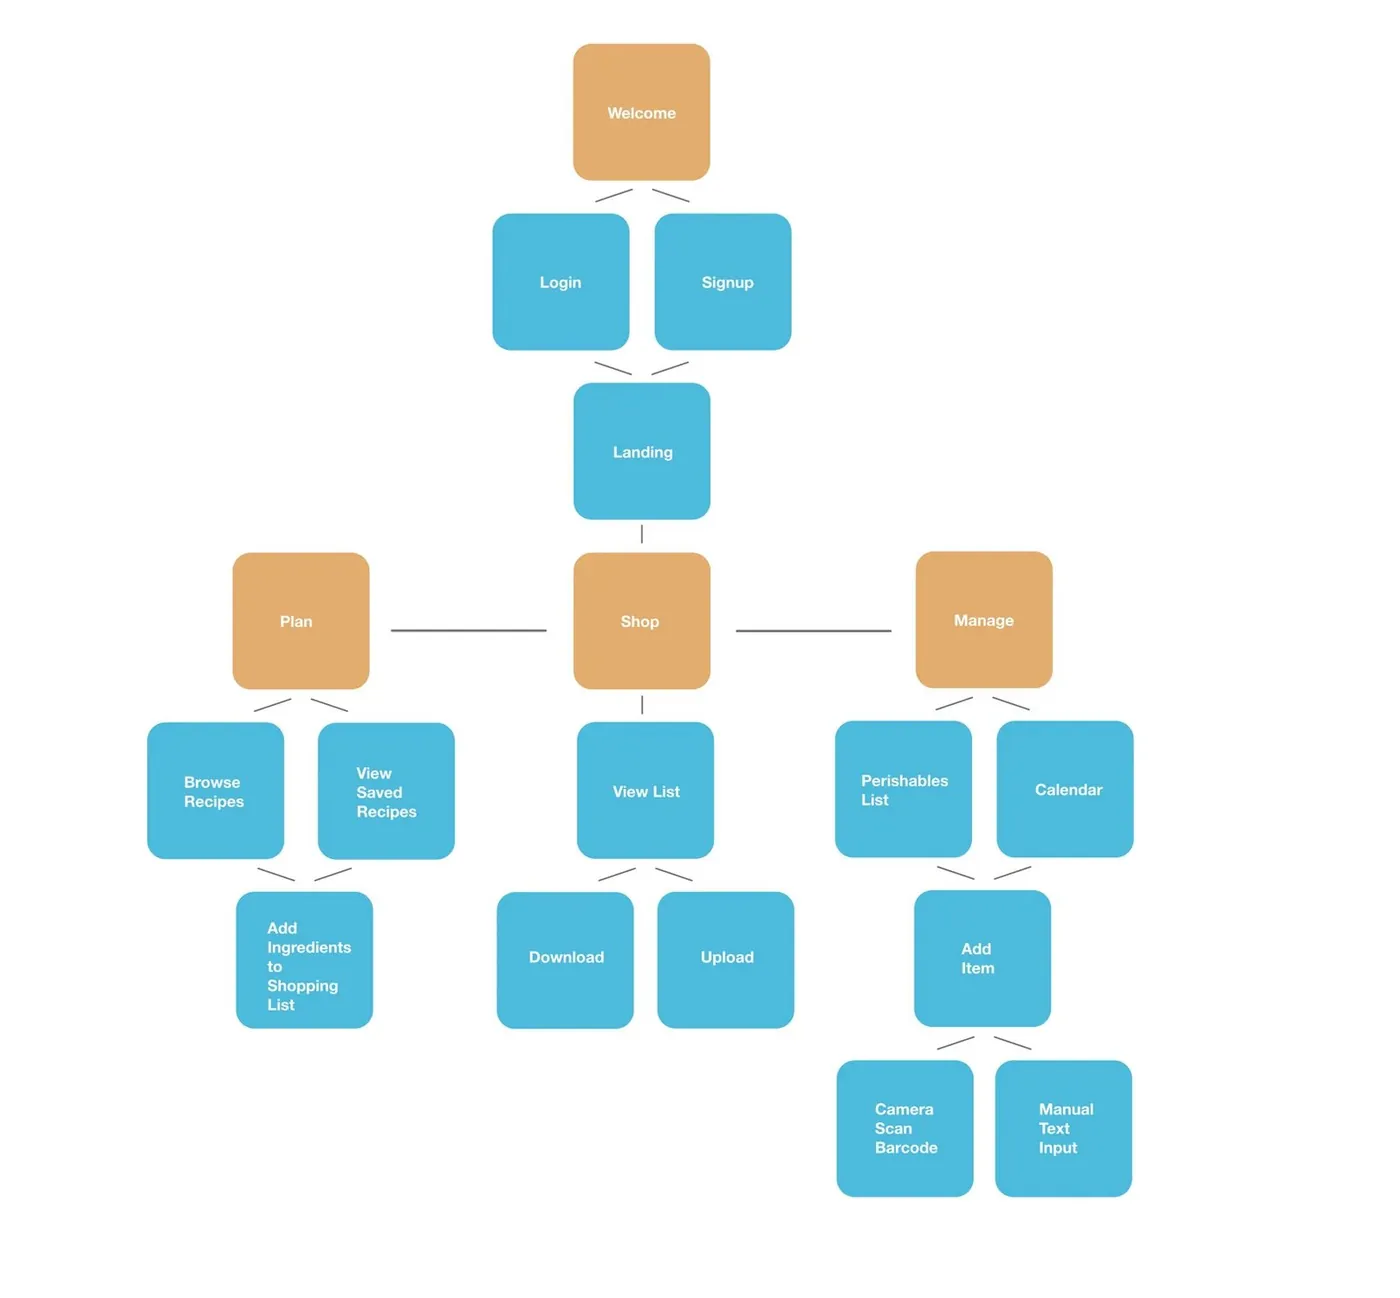 Welcome
Login
Signup
Landing
Plan
Shop
Manage
Browse
Recipes
View
Saved
Recipes
View List
Perishables
List
Calendar
Add
Ingredients
to
Shopping
List
Download
Upload
Add
Item
Camera
Scan
Barcode
Manual
Text
Input